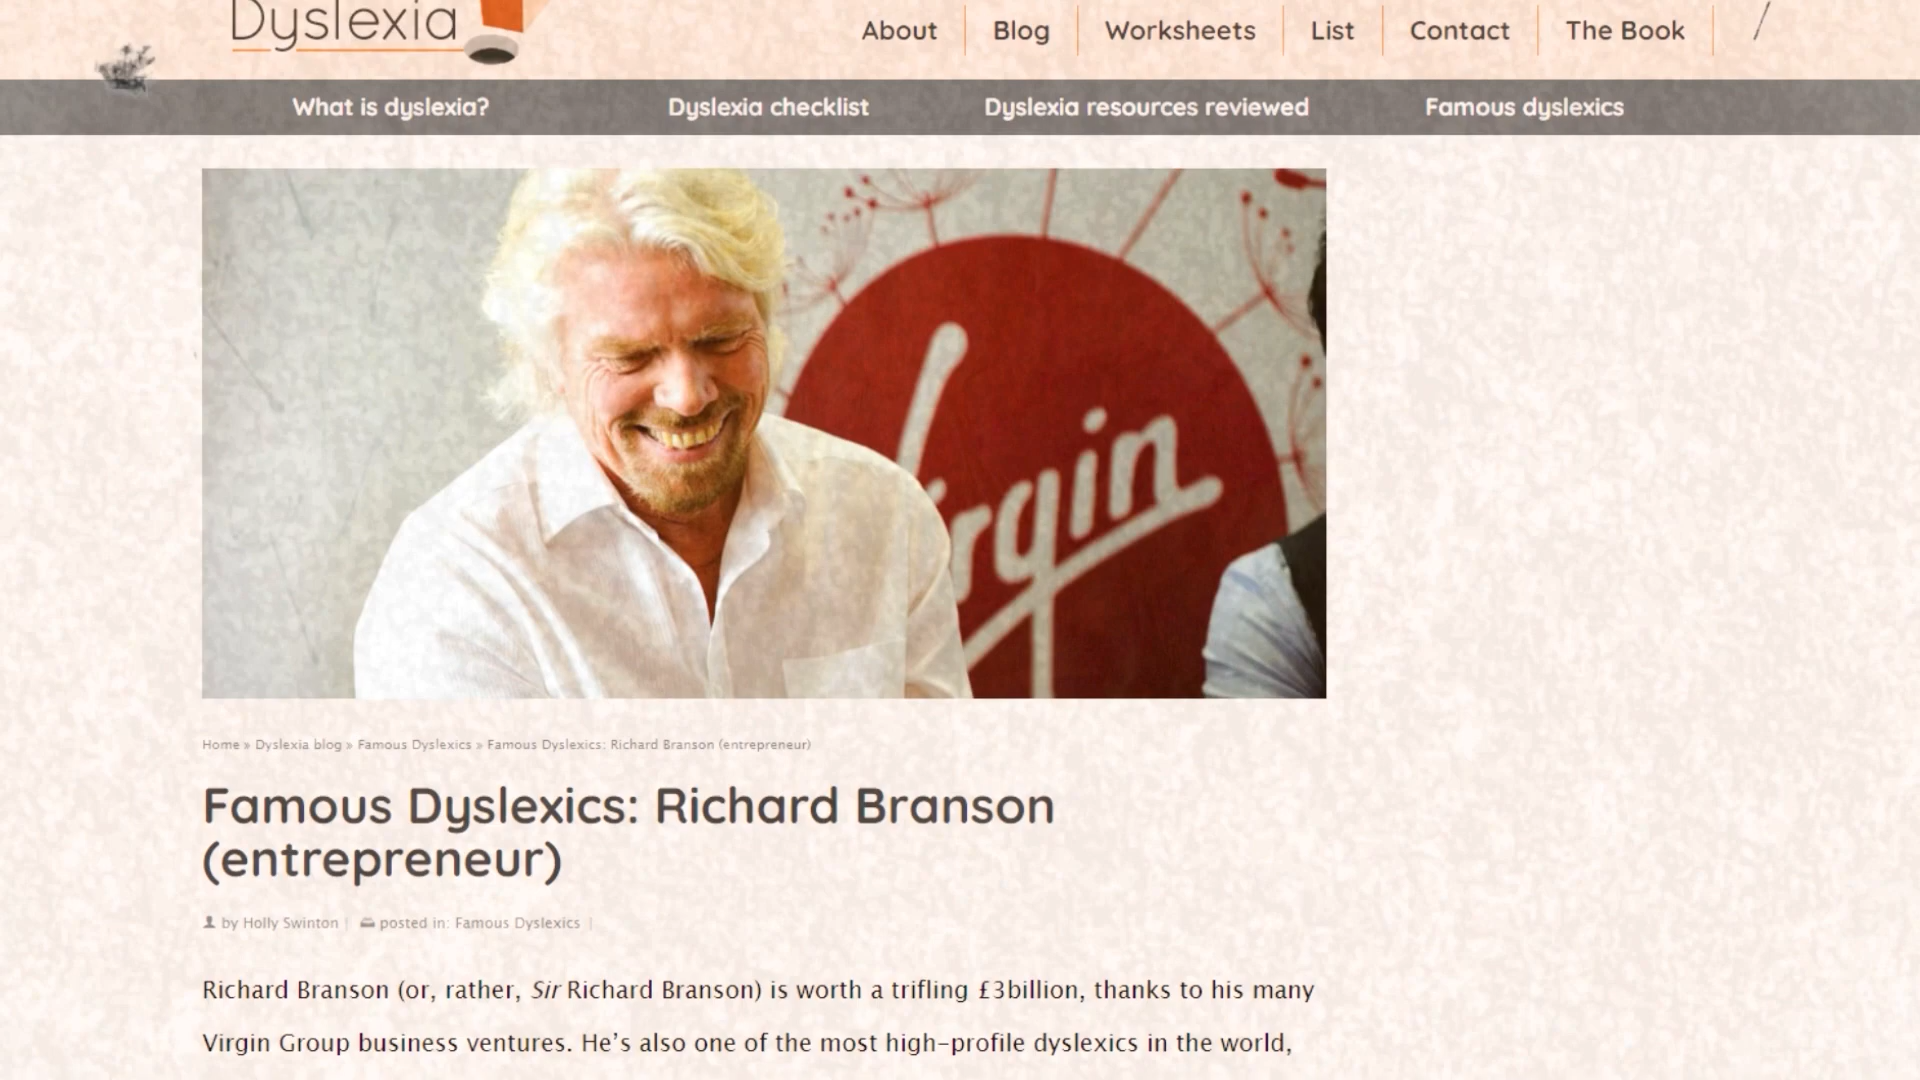 Dyslexia
About Blog Worksheets List Contact The Book
What is dyslexia? Dyslexia checklist Dyslexia resources reviewed Famous dyslexics
Virgin
Home » Dyslexia blog » Famous Dyslexics » Famous Dyslexics: Richard Branson (entrepreneur)
Famous Dyslexics: Richard Branson
(entrepreneur)
by Holly Swinton | posted in: Famous Dyslexics |
Richard Branson (or, rather, Sir Richard Branson) is worth a trifling £3billion, thanks to his many
Virgin Group business ventures. He’s also one of the most high-profile dyslexics in the world,